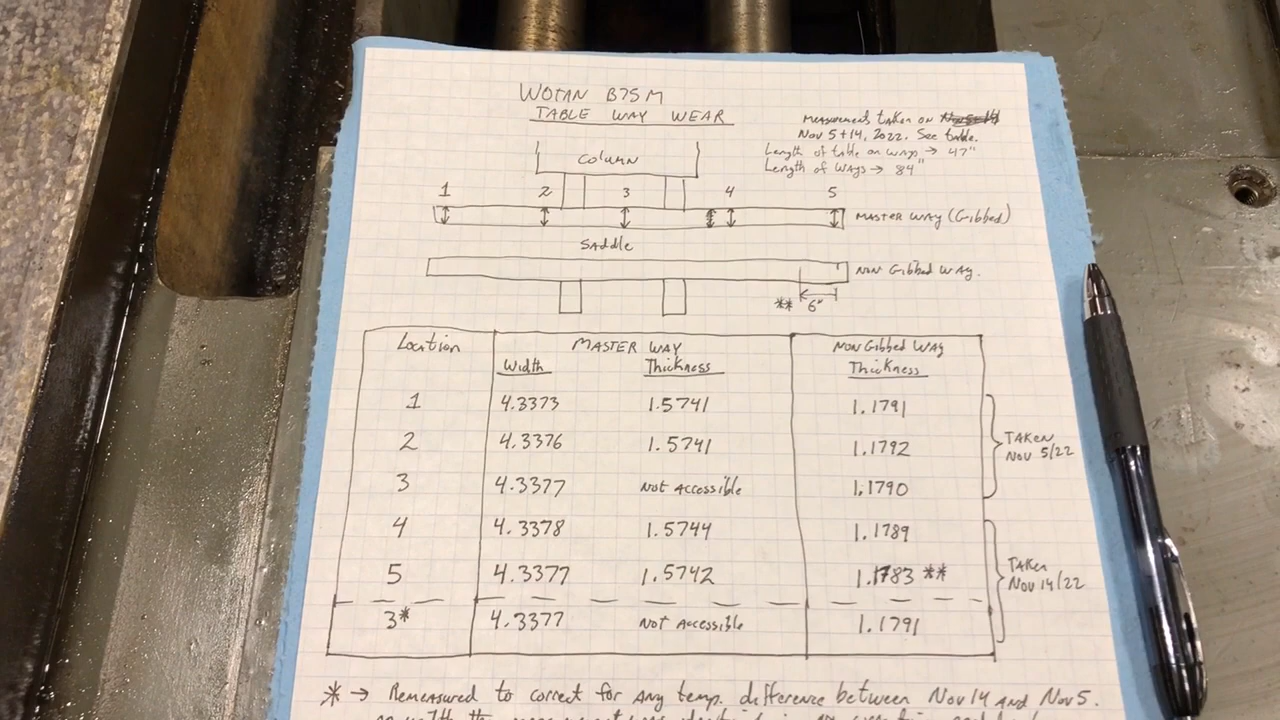 WOTAN B75M
TABLE WAY WEAR
Measurements taken on
Nov 5+14, 2022. See table.
Length of table on ways → 47"
Length of ways → 84"
Column
1 2 3 4 5
MASTER WAY (Gibbed)
SADDLE
NON Gibbed WAY.
** 6"
Location MASTER WAY NON Gibbed WAY
Width Thickness Thickness
1 4.3373 1.5741 1.1791
2 4.3376 1.5741 1.1792
TAKEN
Nov 5/22
3 4.3377 Not Accessible 1.1790
4 4.3378 1.5744 1.1789
5 4.3377 1.5742 1.1783 **
TAKEN
Nov 14/22
3* 4.3377 Not Accessible 1.1791
* → Remeasured to correct for any temp. difference between Nov 14 and Nov 5.